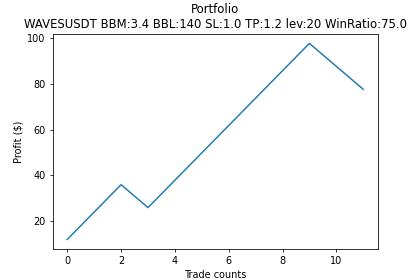 Portfolio
WAVESUSDT BBM:3.4 BBL:140 SL:1.0 TP:1.2 lev:20 WinRatio:75.0
100
80
60
40
20
Profit ($)
0 2 4 6 8 10
Trade counts